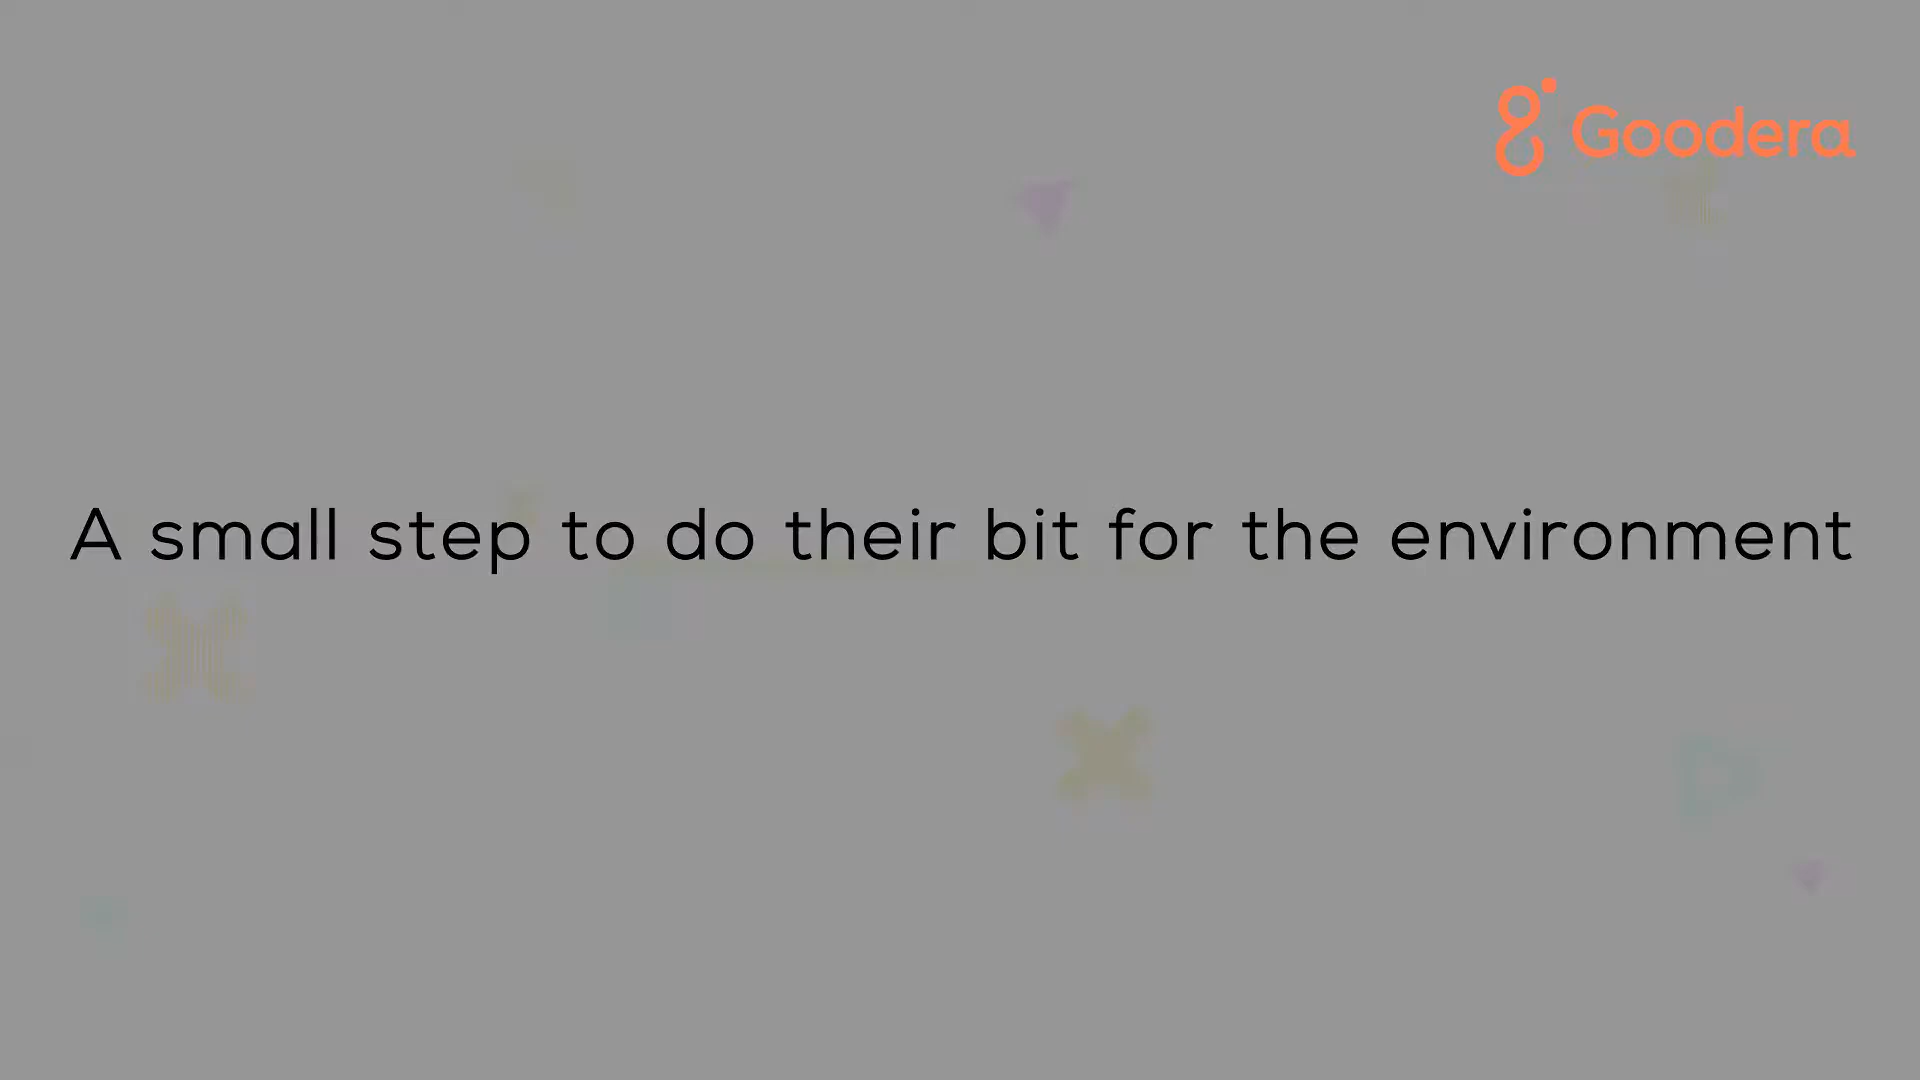 Goodera
A small step to do their bit for the environment